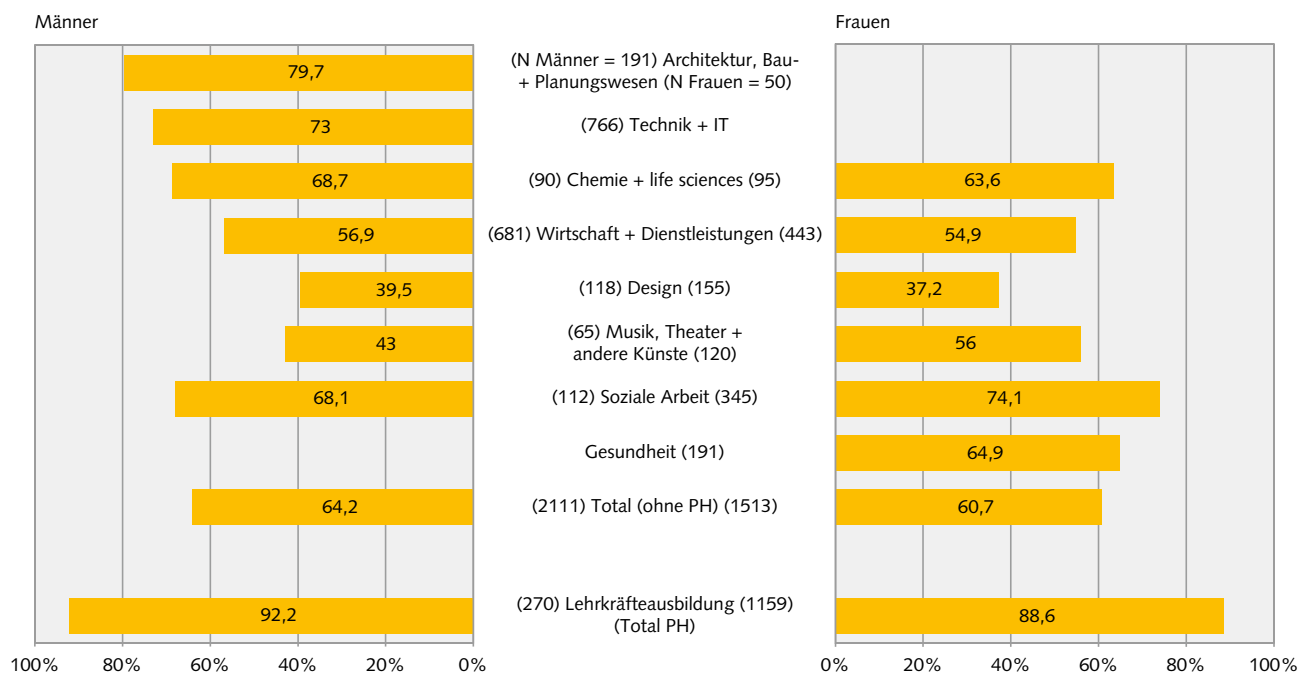 Männer
Frauen
79,7
(N Männer = 191) Architektur, Bau-
+ Planungswesen (N Frauen = 50)
73
(766) Technik + IT
68,7
(90) Chemie + life sciences (95)
63,6
56,9
(681) Wirtschaft + Dienstleistungen (443)
54,9
39,5
(118) Design (155)
37,2
43
(65) Musik, Theater +
andere Künste (120)
56
68,1
(112) Soziale Arbeit (345)
74,1
Gesundheit (191)
64,9
64,2
(2111) Total (ohne PH) (1513)
60,7
92,2
(270) Lehrkräfteausbildung (1159)
(Total PH)
88,6
100% 80% 60% 40% 20% 0%
0% 20% 40% 60% 80% 100%